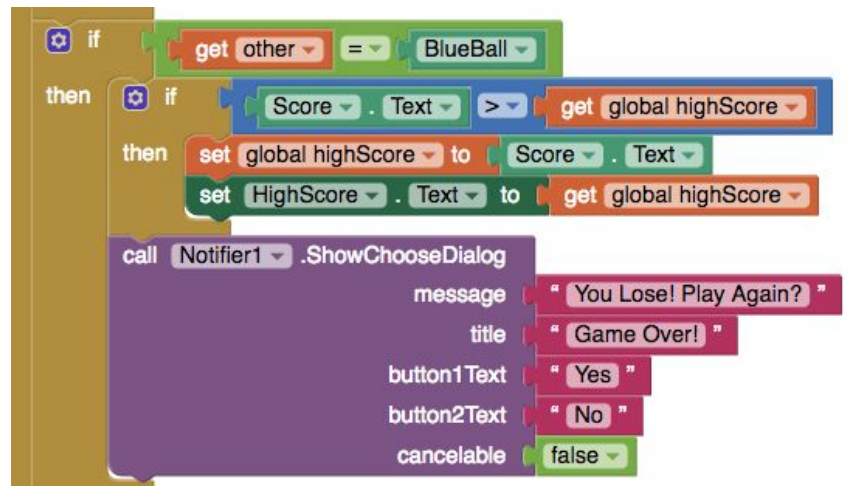 if get other = BlueBall
then if Score . Text > get global highScore
then set global highScore to Score . Text
set HighScore . Text to get global highScore
call Notifier1 .ShowChooseDialog
message " You Lose! Play Again? "
title " Game Over! "
button1Text " Yes "
button2Text " No "
cancelable false